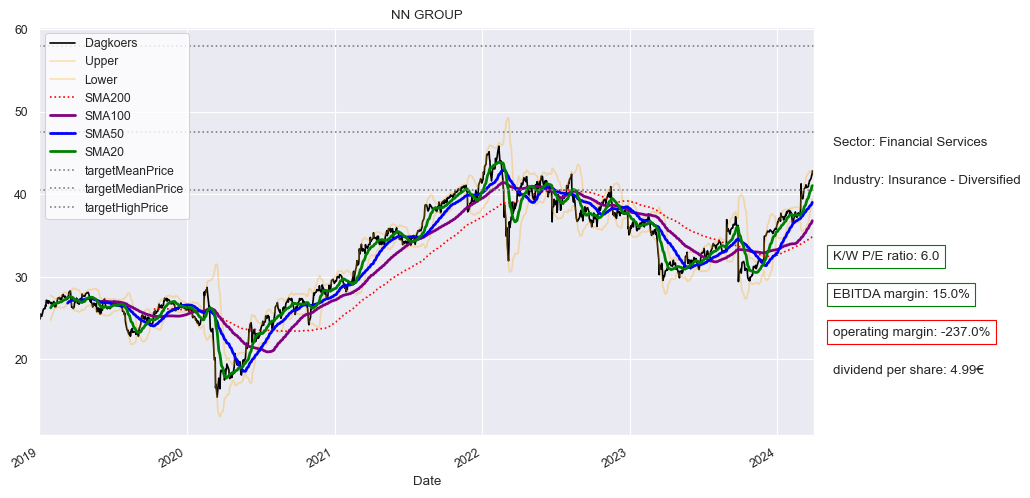 NN GROUP
60
50
40
30
20
Dagkoers
Upper
Lower
SMA200
SMA100
SMA50
SMA20
targetMeanPrice
targetMedianPrice
targetHighPrice
2019
2020
2021
2022
2023
2024
Date
Sector: Financial Services
Industry: Insurance - Diversified
K/W P/E ratio: 6.0
EBITDA margin: 15.0%
operating margin: -237.0%
dividend per share: 4.99€